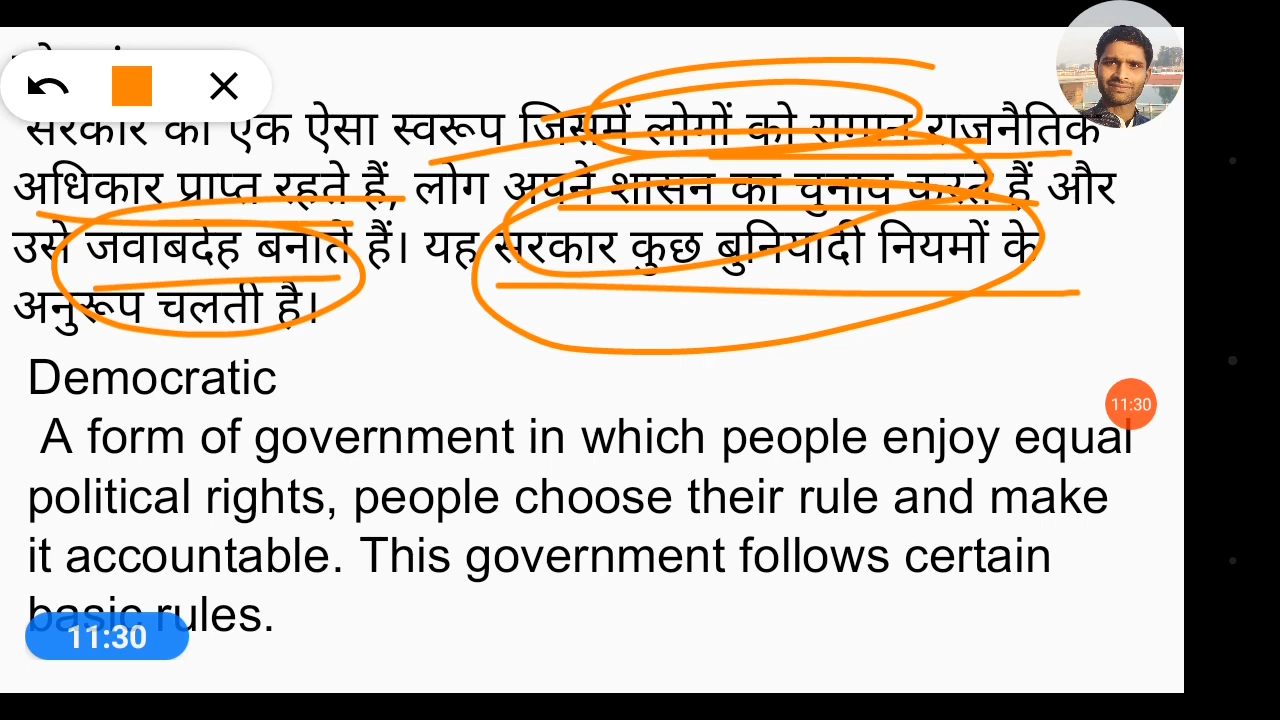 सरकार का एक ऐसा स्वरूप जिसमें लोगों को समान राजनैतिक
अधिकार प्राप्त रहते हैं, लोग अपने शासन का चुनाव करते हैं और
उसे जवाबदेह बनाते हैं। यह सरकार कुछ बुनियादी नियमों के
अनुरूप चलती है।
Democratic
11:30
A form of government in which people enjoy equal
political rights, people choose their rule and make
it accountable. This government follows certain
basic rules.
11:30